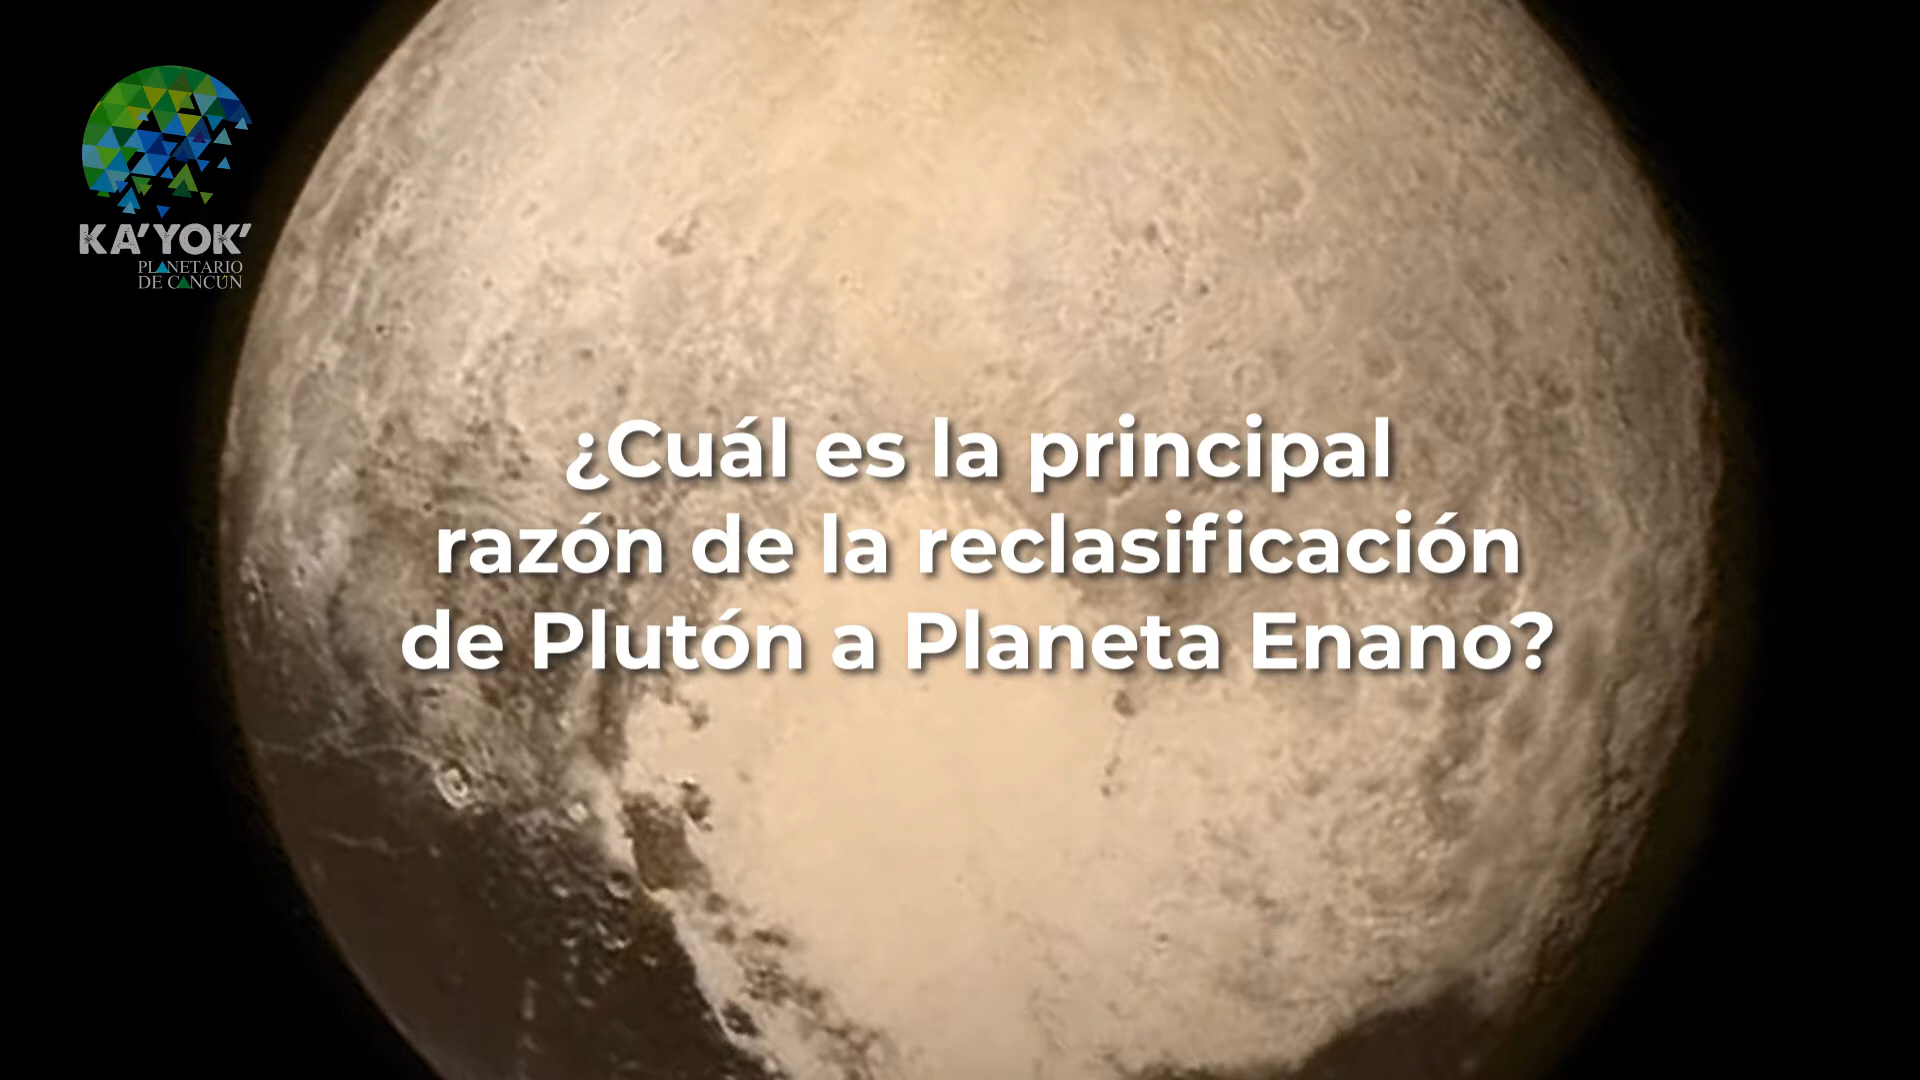 KA'YOK'
PLANETARIO
DE CANCÚN
¿Cuál es la principal
razón de la reclasificación
de Plutón a Planeta Enano?